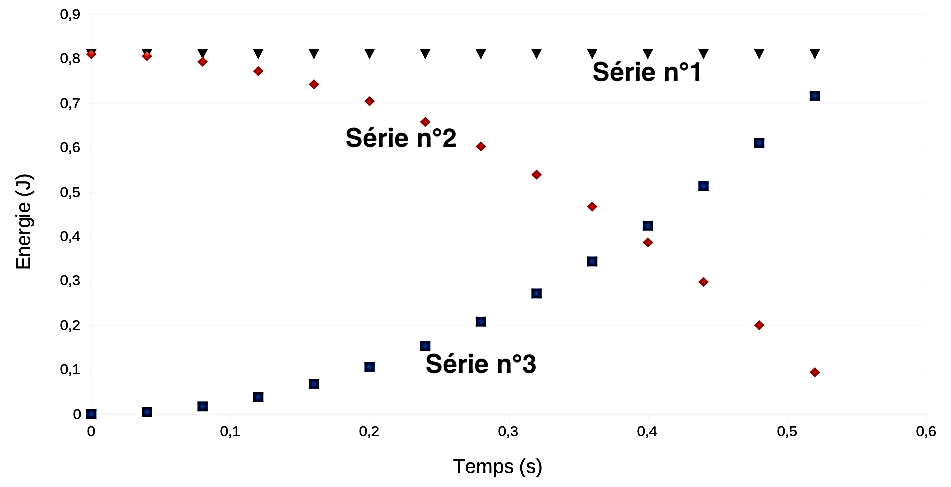 0,9
0,8
0,7
0,6
0,5
0,4
0,3
0,2
0,1
0
Energie (J)
Série n°1
Série n°2
Série n°3
0 0,1 0,2 0,3 0,4 0,5 0,6
Temps (s)